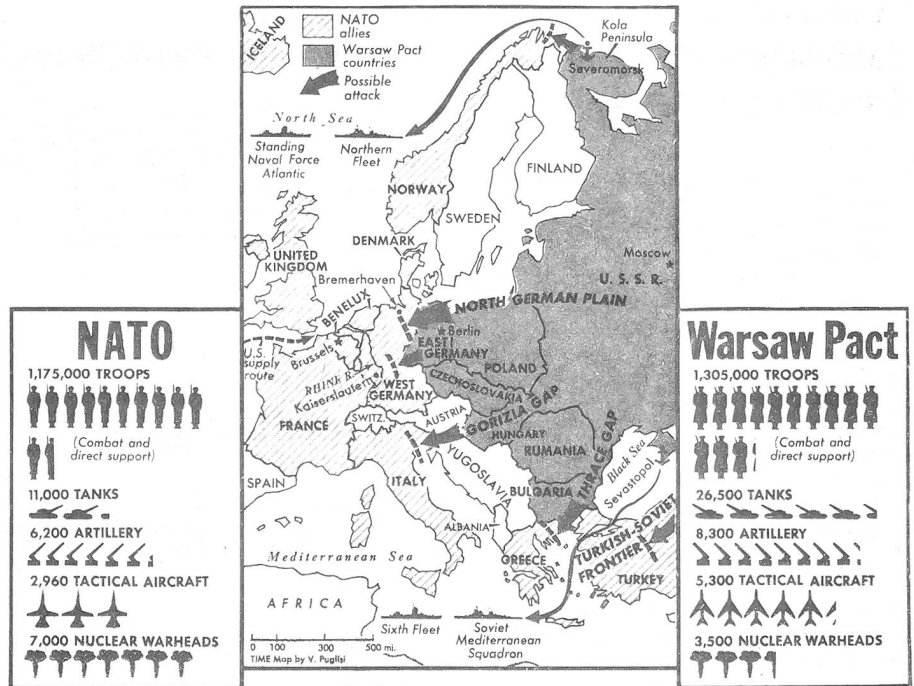 ICELAND
NATO
allies
Warsaw Pact
countries
Possible
attack
Kola
Peninsula
Severomorsk
North Sea
Standing
Naval Force
Atlantic
Northern
Fleet
NORWAY
SWEDEN
FINLAND
UNITED
KINGDOM
DENMARK
Bremerhaven
Moscow
U. S. S. R.
NORTH GERMAN PLAIN
BENELUX
Berlin
EAST
GERMANY
POLAND
U.S.
supply
route
Brussels
RHINE R.
Kaiserslautern
WEST
GERMANY
CZECHOSLOVAKIA
FRANCE
SWITZ.
AUSTRIA
GORIZIA GAP
HUNGARY
RUMANIA
THRACE GAP
Black Sea
Sevastopol
SPAIN
ITALY
YUGOSLAVIA
BULGARIA
ALBANIA
GREECE
TURKISH-SOVIET
FRONTIER
TURKEY
Mediterranean Sea
AFRICA
Sixth Fleet
Soviet
Mediterranean
Squadron
0 100 300 500 mi.
TIME Map by V. Puglisi
NATO
1,175,000 TROOPS
(Combat and
direct support)
11,000 TANKS
6,200 ARTILLERY
2,960 TACTICAL AIRCRAFT
7,000 NUCLEAR WARHEADS
Warsaw Pact
1,305,000 TROOPS
(Combat and
direct support)
26,500 TANKS
8,300 ARTILLERY
5,300 TACTICAL AIRCRAFT
3,500 NUCLEAR WARHEADS